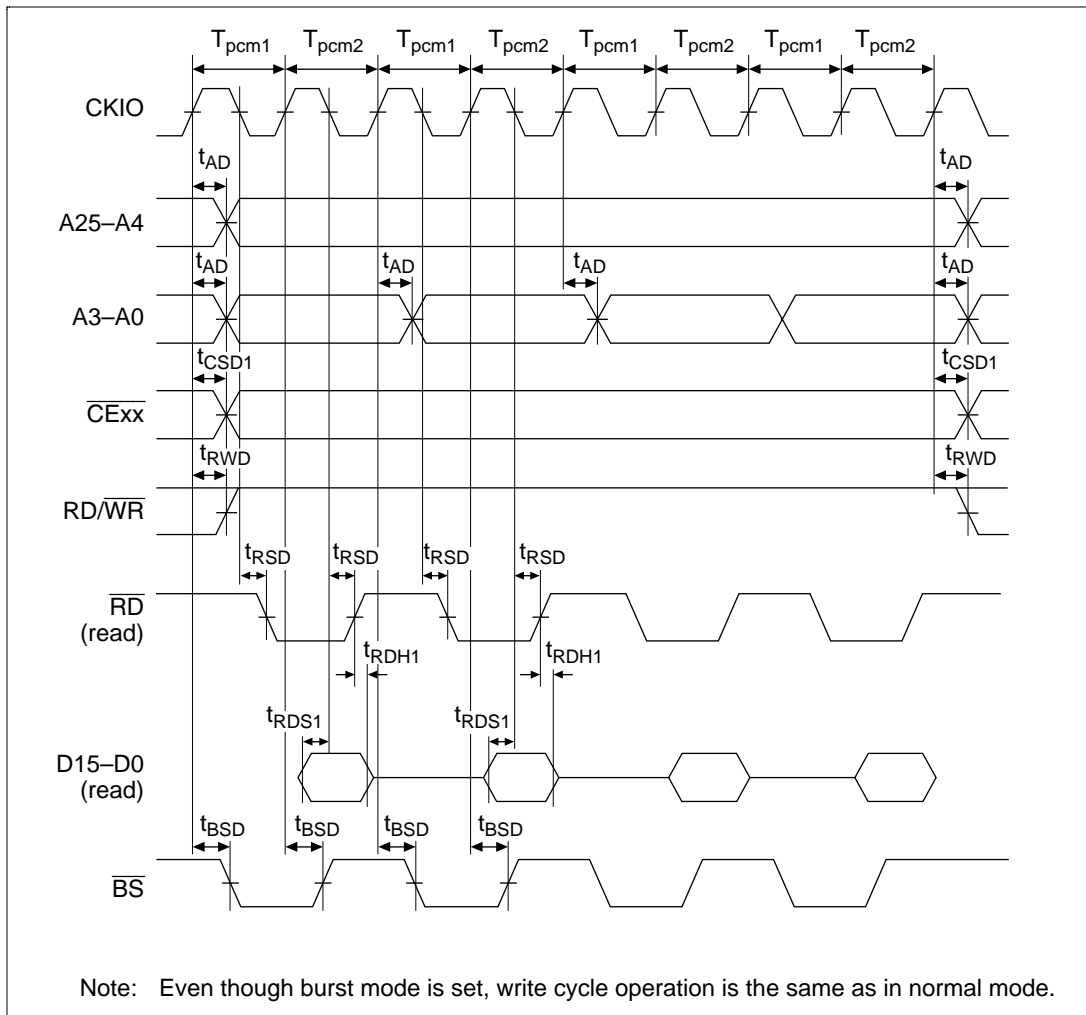 Tpcm1 Tpcm2 Tpcm1 Tpcm2 Tpcm1 Tpcm2 Tpcm1 Tpcm2
CKIO
tAD tAD
A25–A4
tAD tAD tAD tAD
A3–A0
tCSD1 tCSD1
CExx
tRWD tRWD
RD/WR
tRSD tRSD tRSD tRSD
RD
(read)
tRDH1 tRDH1
tRDS1 tRDS1
D15–D0
(read)
tBSD tBSD tBSD tBSD
BS
Note: Even though burst mode is set, write cycle operation is the same as in normal mode.